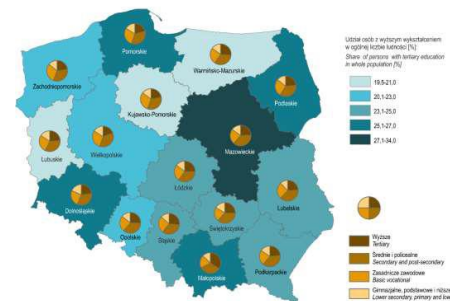 Pomorskie
Warmińsko-Mazurskie
Zachodniopomorskie
Podlaskie
Kujawsko-Pomorskie
Mazowieckie
Lubuskie
Wielkopolskie
Łódzkie
Lubelskie
Dolnośląskie
Opolskie
Śląskie
Świętokrzyskie
Małopolskie
Podkarpackie
Udział osób z wyższym wykształceniem
w ogólnej liczbie ludności [%]
Share of persons with tertiary education
in whole population [%]
19,5-21,0
20,1-23,0
23,1-25,0
25,1-27,0
27,1-34,0
Wyższe
Tertiary
Średnie i policealne
Secondary and post-secondary
Zasadnicze zawodowe
Basic vocational
Gimnazjalne, podstawowe i niższe
Lower secondary, primary and